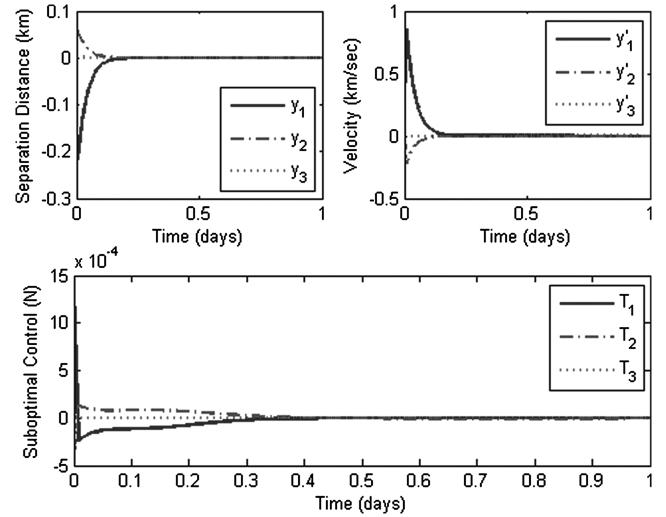 0.1
0
-0.1
-0.2
-0.3
Separation Distance (km)
y1
y2
y3
0
0.5
1
Time (days)
1
0.5
0
-0.5
Velocity (km/sec)
y'1
y'2
y'3
0
0.5
1
Time (days)
x 10-4
15
10
5
0
-5
Suboptimal Control (N)
T1
T2
T3
0
0.1
0.2
0.3
0.4
0.5
0.6
0.7
0.8
0.9
1
Time (days)